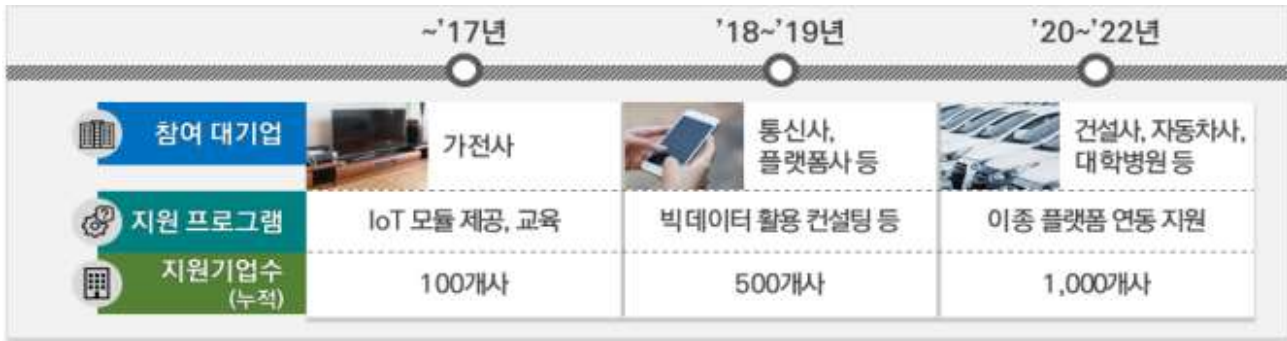 ~'17년
'18~'19년
'20~'22년
참여 대기업
가전사
통신사,
플랫폼사 등
건설사, 자동차사,
대학병원 등
지원 프로그램
IoT 모듈 제공, 교육
빅데이터 활용 컨설팅 등
이종 플랫폼 연동 지원
지원기업수
(누적)
100개사
500개사
1,000개사